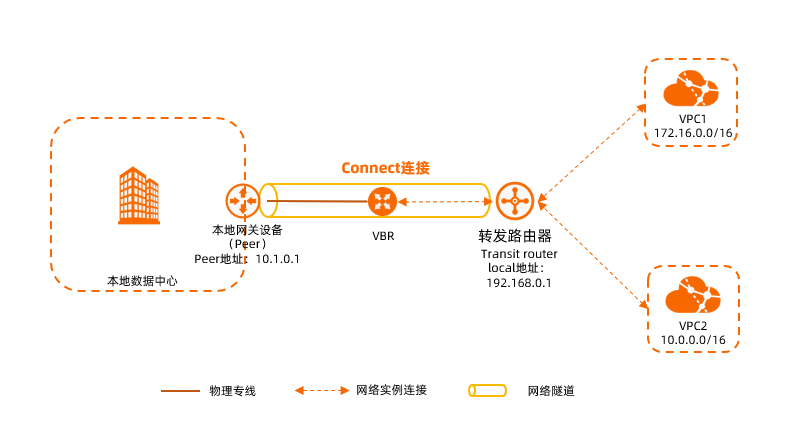 VPC1
172.16.0.0/16
Connect连接
本地网关设备
（Peer）
Peer地址：10.1.0.1
本地数据中心
VBR
转发路由器
Transit router
local地址：
192.168.0.1
VPC2
10.0.0.0/16
物理专线
网络实例连接
网络隧道